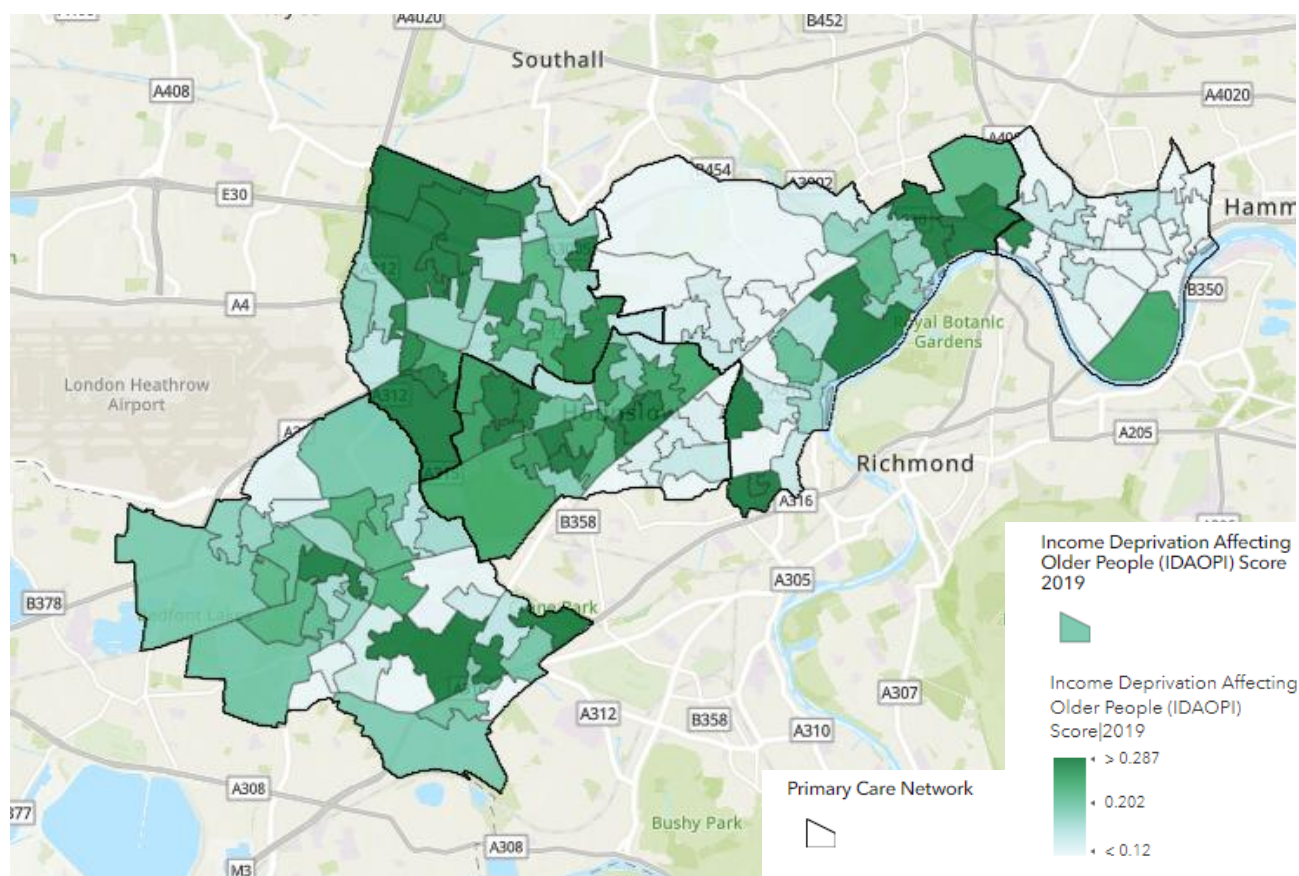 A4020
B452
Southall
A408
A4020
B454
E30
Hamm
A4
B350
Royal Botanic
Gardens
London Heathrow
Airport
A312
A205
Richmond
A316
B358
A305
B378
A307
A312
B358
A310
A308
Bushy Park
A308
M3
Primary Care Network
Income Deprivation Affecting
Older People (IDAOPI) Score
2019
Income Deprivation Affecting
Older People (IDAOPI)
Score|2019
> 0.287
0.202
< 0.12